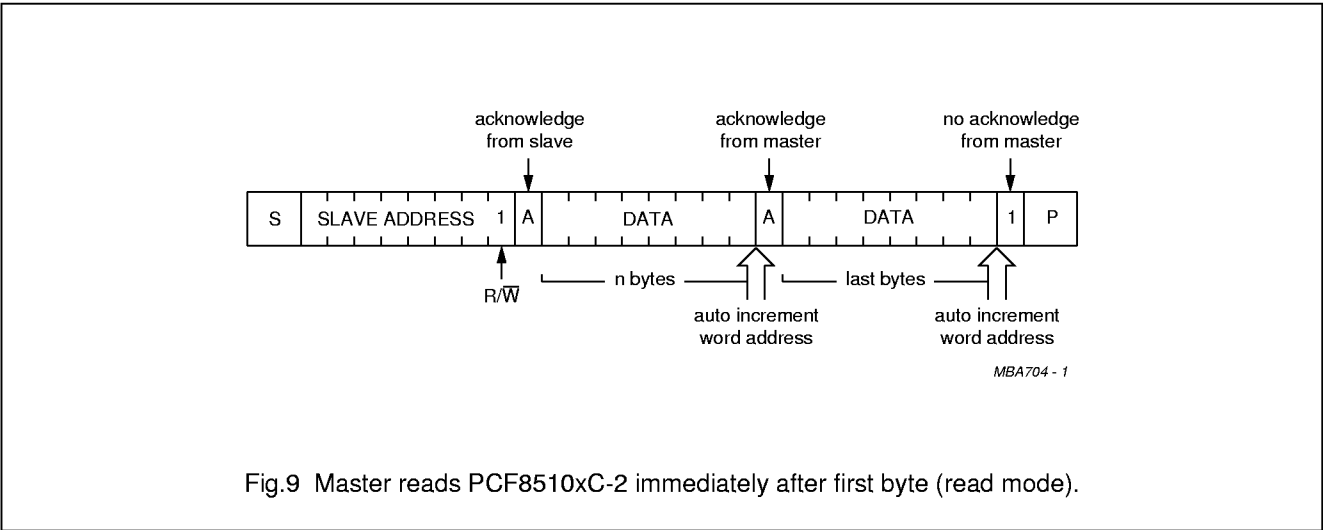 acknowledge
from slave
acknowledge
from master
no acknowledge
from master
S SLAVE ADDRESS 1 A DATA A DATA 1 P
R/W̅
n bytes
last bytes
auto increment
word address
auto increment
word address
MBA704 - 1
Fig.9 Master reads PCF8510xC-2 immediately after first byte (read mode).